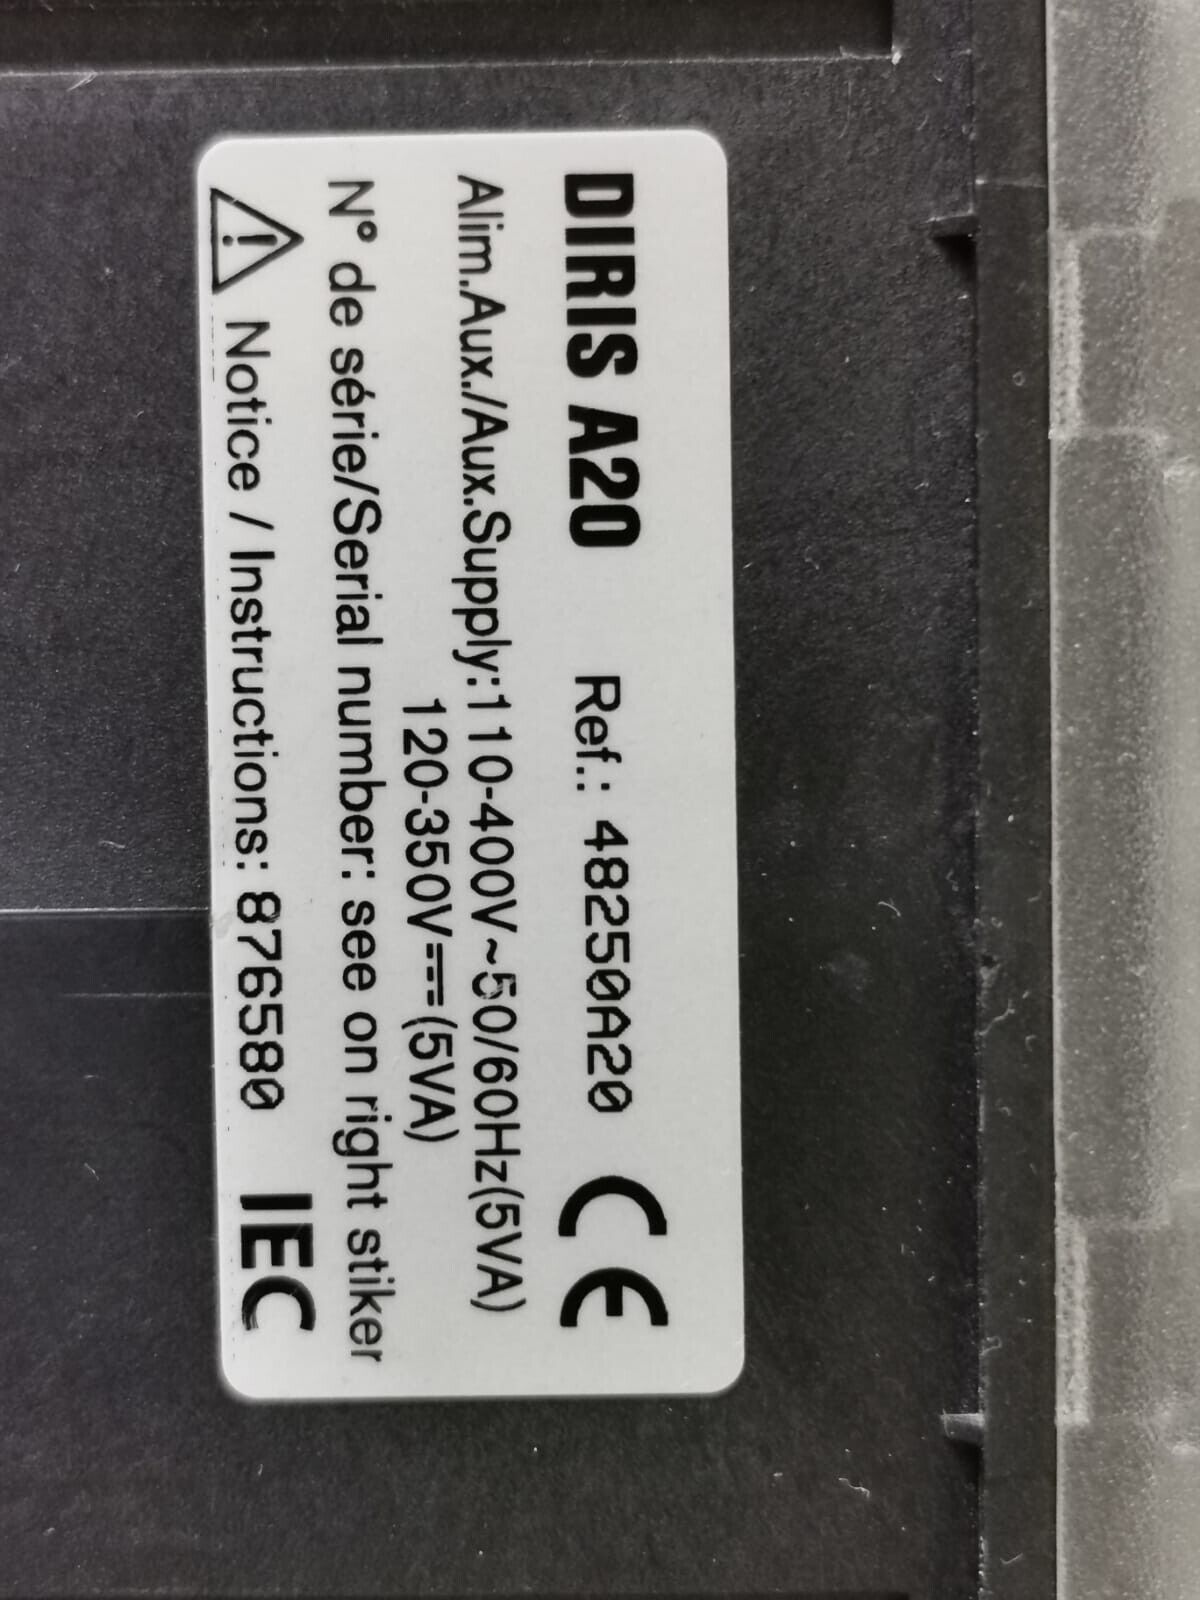 DIRIS A20 Ref.: 48250A20 CE
Alim.Aux./Aux.Supply:110-400V~50/60Hz(5VA)
120-350V⎓(5VA)
N° de série/Serial number: see on right stiker
Notice / Instructions: 876580 IEC